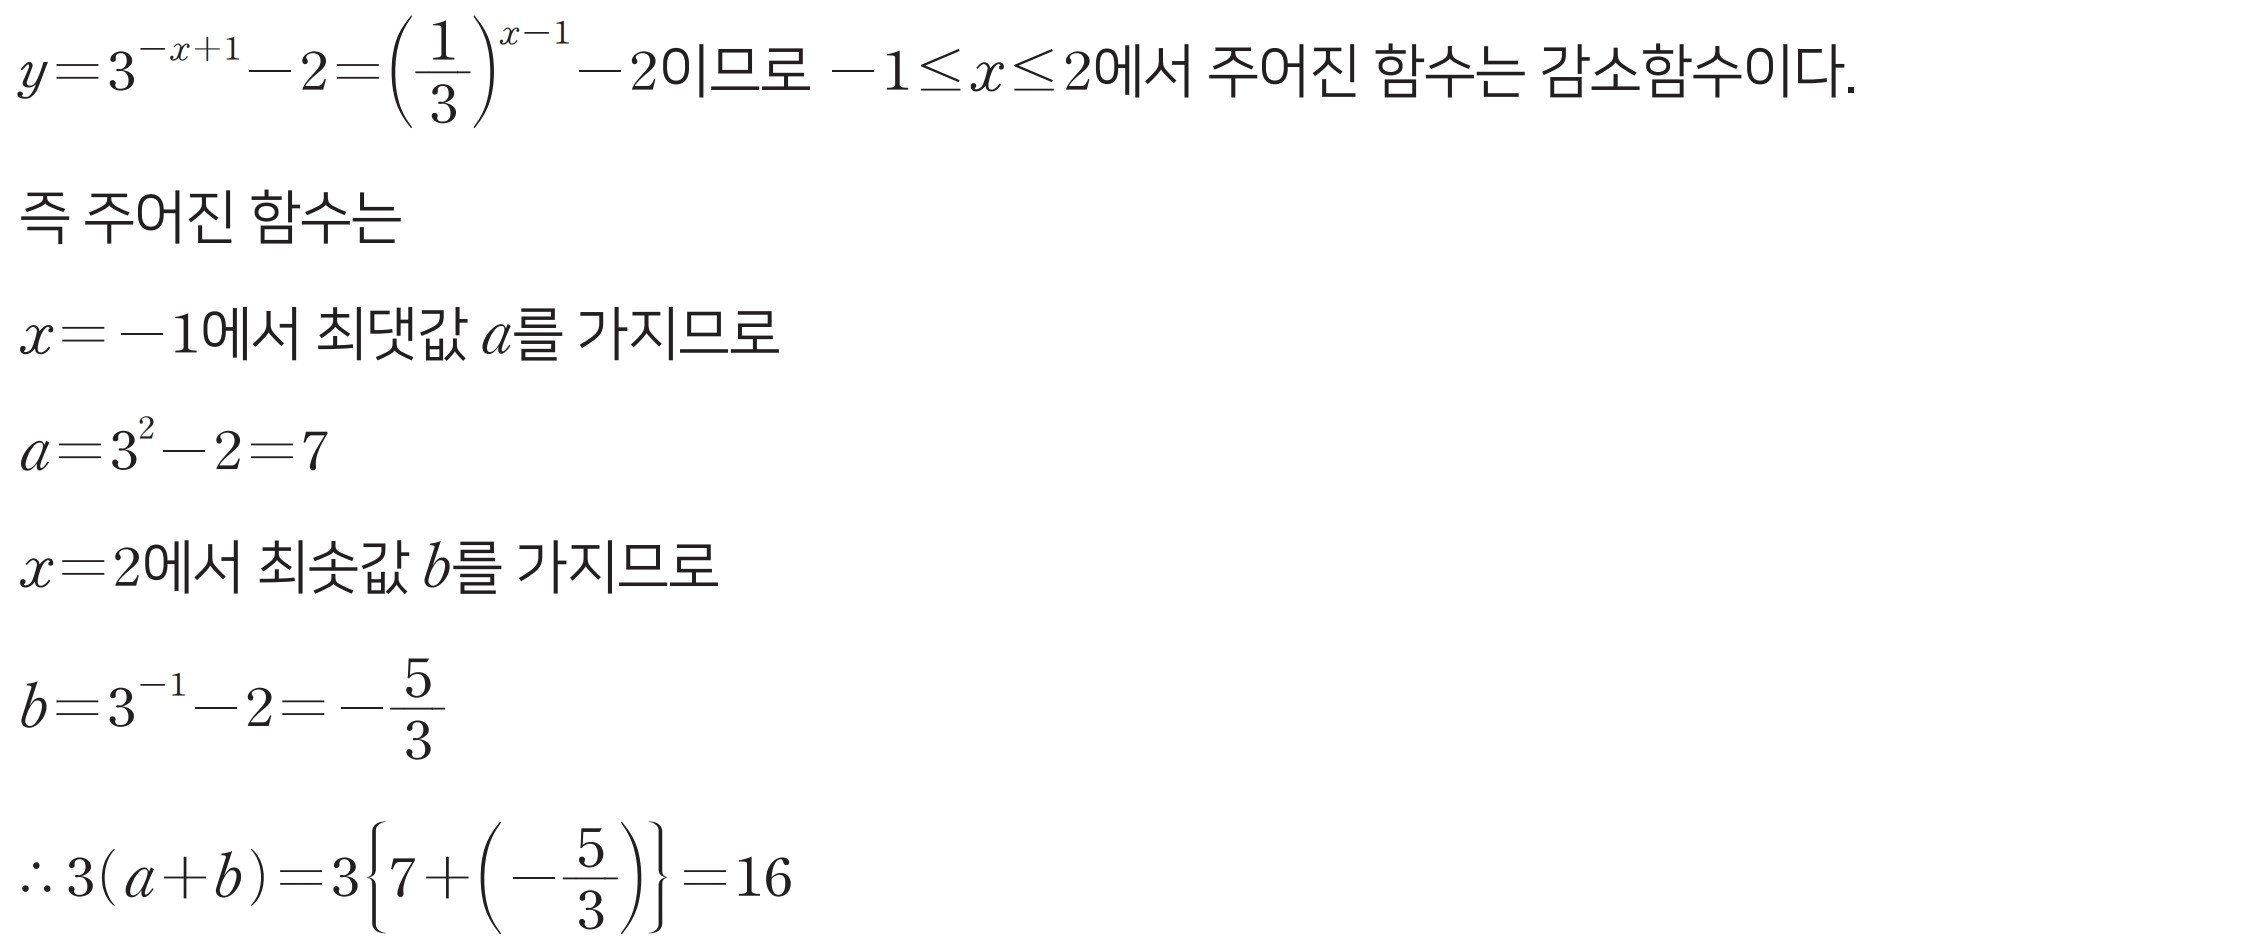 $y=3^{-x+1}-2=\left(\frac{1}{3}\right)^{x-1}-2$이므로 $-1\leq x\leq 2$에서 주어진 함수는 감소함수이다.
즉 주어진 함수는
$x=-1$에서 최댓값 $a$를 가지므로
$a=3^{2}-2=7$
$x=2$에서 최솟값 $b$를 가지므로
$b=3^{-1}-2=-\frac{5}{3}$
$\therefore 3(a+b)=3\left\{7+\left(-\frac{5}{3}\right)\right\}=16$